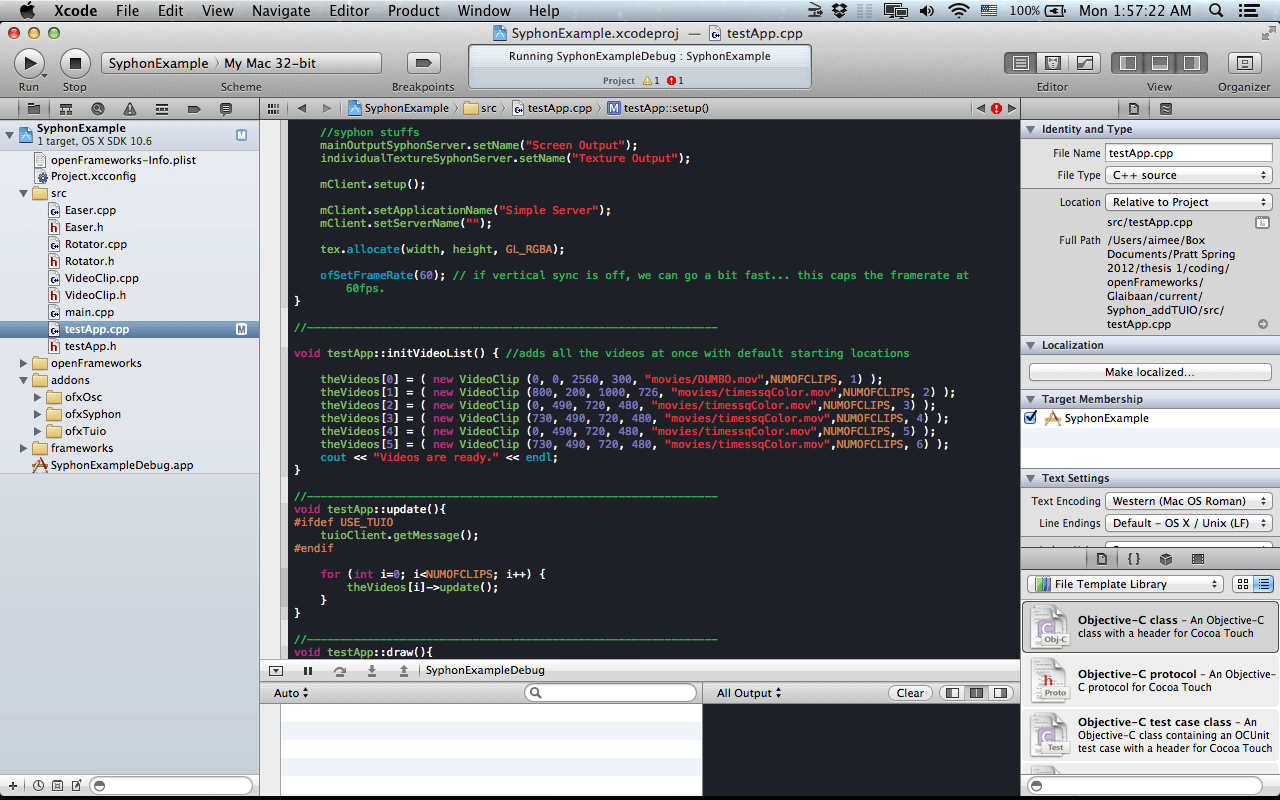 Xcode File Edit View Navigate Editor Product Window Help 100% Mon 1:57:22 AM
SyphonExample.xcodeproj — testApp.cpp
Run Stop SyphonExample 〉 My Mac 32-bit Scheme Breakpoints
Running SyphonExampleDebug : SyphonExample
Project 1 1
Editor View Organizer
SyphonExample 〉 src 〉 testApp.cpp 〉 M testApp::setup()
SyphonExample M
1 target, OS X SDK 10.6
openFrameworks-Info.plist
Project.xcconfig
src
Easer.cpp
h Easer.h
Rotator.cpp
h Rotator.h
VideoClip.cpp
h VideoClip.h
main.cpp
testApp.cpp M
h testApp.h
openFrameworks
addons
ofxOsc
ofxSyphon
ofxTuio
frameworks
SyphonExampleDebug.app
//syphon stuffs
mainOutputSyphonServer.setName("Screen Output");
individualTextureSyphonServer.setName("Texture Output");
mClient.setup();
mClient.setApplicationName("Simple Server");
mClient.setServerName("");
tex.allocate(width, height, GL_RGBA);
ofSetFrameRate(60); // if vertical sync is off, we can go a bit fast... this caps the framerate at
60fps.
}
//--------------------------------------------------------------
void testApp::initVideoList() { //adds all the videos at once with default starting locations
theVideos[0] = ( new VideoClip (0, 0, 2560, 300, "movies/DUMBO.mov",NUMOFCLIPS, 1) );
theVideos[1] = ( new VideoClip (800, 200, 1000, 726, "movies/timessqColor.mov",NUMOFCLIPS, 2) );
theVideos[2] = ( new VideoClip (0, 490, 720, 480, "movies/timessqColor.mov",NUMOFCLIPS, 3) );
theVideos[3] = ( new VideoClip (730, 490, 720, 480, "movies/timessqColor.mov",NUMOFCLIPS, 4) );
theVideos[4] = ( new VideoClip (0, 490, 720, 480, "movies/timessqColor.mov",NUMOFCLIPS, 5) );
theVideos[5] = ( new VideoClip (730, 490, 720, 480, "movies/timessqColor.mov",NUMOFCLIPS, 6) );
cout << "Videos are ready." << endl;
}
//--------------------------------------------------------------
void testApp::update(){
#ifdef USE_TUIO
tuioClient.getMessage();
#endif
for (int i=0; i<NUMOFCLIPS; i++) {
theVideos[i]->update();
}
}
//--------------------------------------------------------------
void testApp::draw(){
SyphonExampleDebug
Auto
All Output Clear
Identity and Type
File Name testApp.cpp
File Type C++ source
Location Relative to Project
src/testApp.cpp
Full Path /Users/aimee/Box
Documents/Pratt Spring
2012/thesis 1/coding/
openFrameworks/
Glaibaan/current/
Syphon_addTUIO/src/
testApp.cpp
Localization
Make localized...
Target Membership
SyphonExample
Text Settings
Text Encoding Western (Mac OS Roman)
Line Endings Default - OS X / Unix (LF)
{ }
File Template Library
Obj-C
Objective-C class - An Objective-C
class with a header for Cocoa Touch
h
Proto
Objective-C protocol - An Objective-
C protocol for Cocoa Touch
Test
Objective-C test case class - An
Objective-C class containing an OCUnit
test case with a header for Cocoa Touch